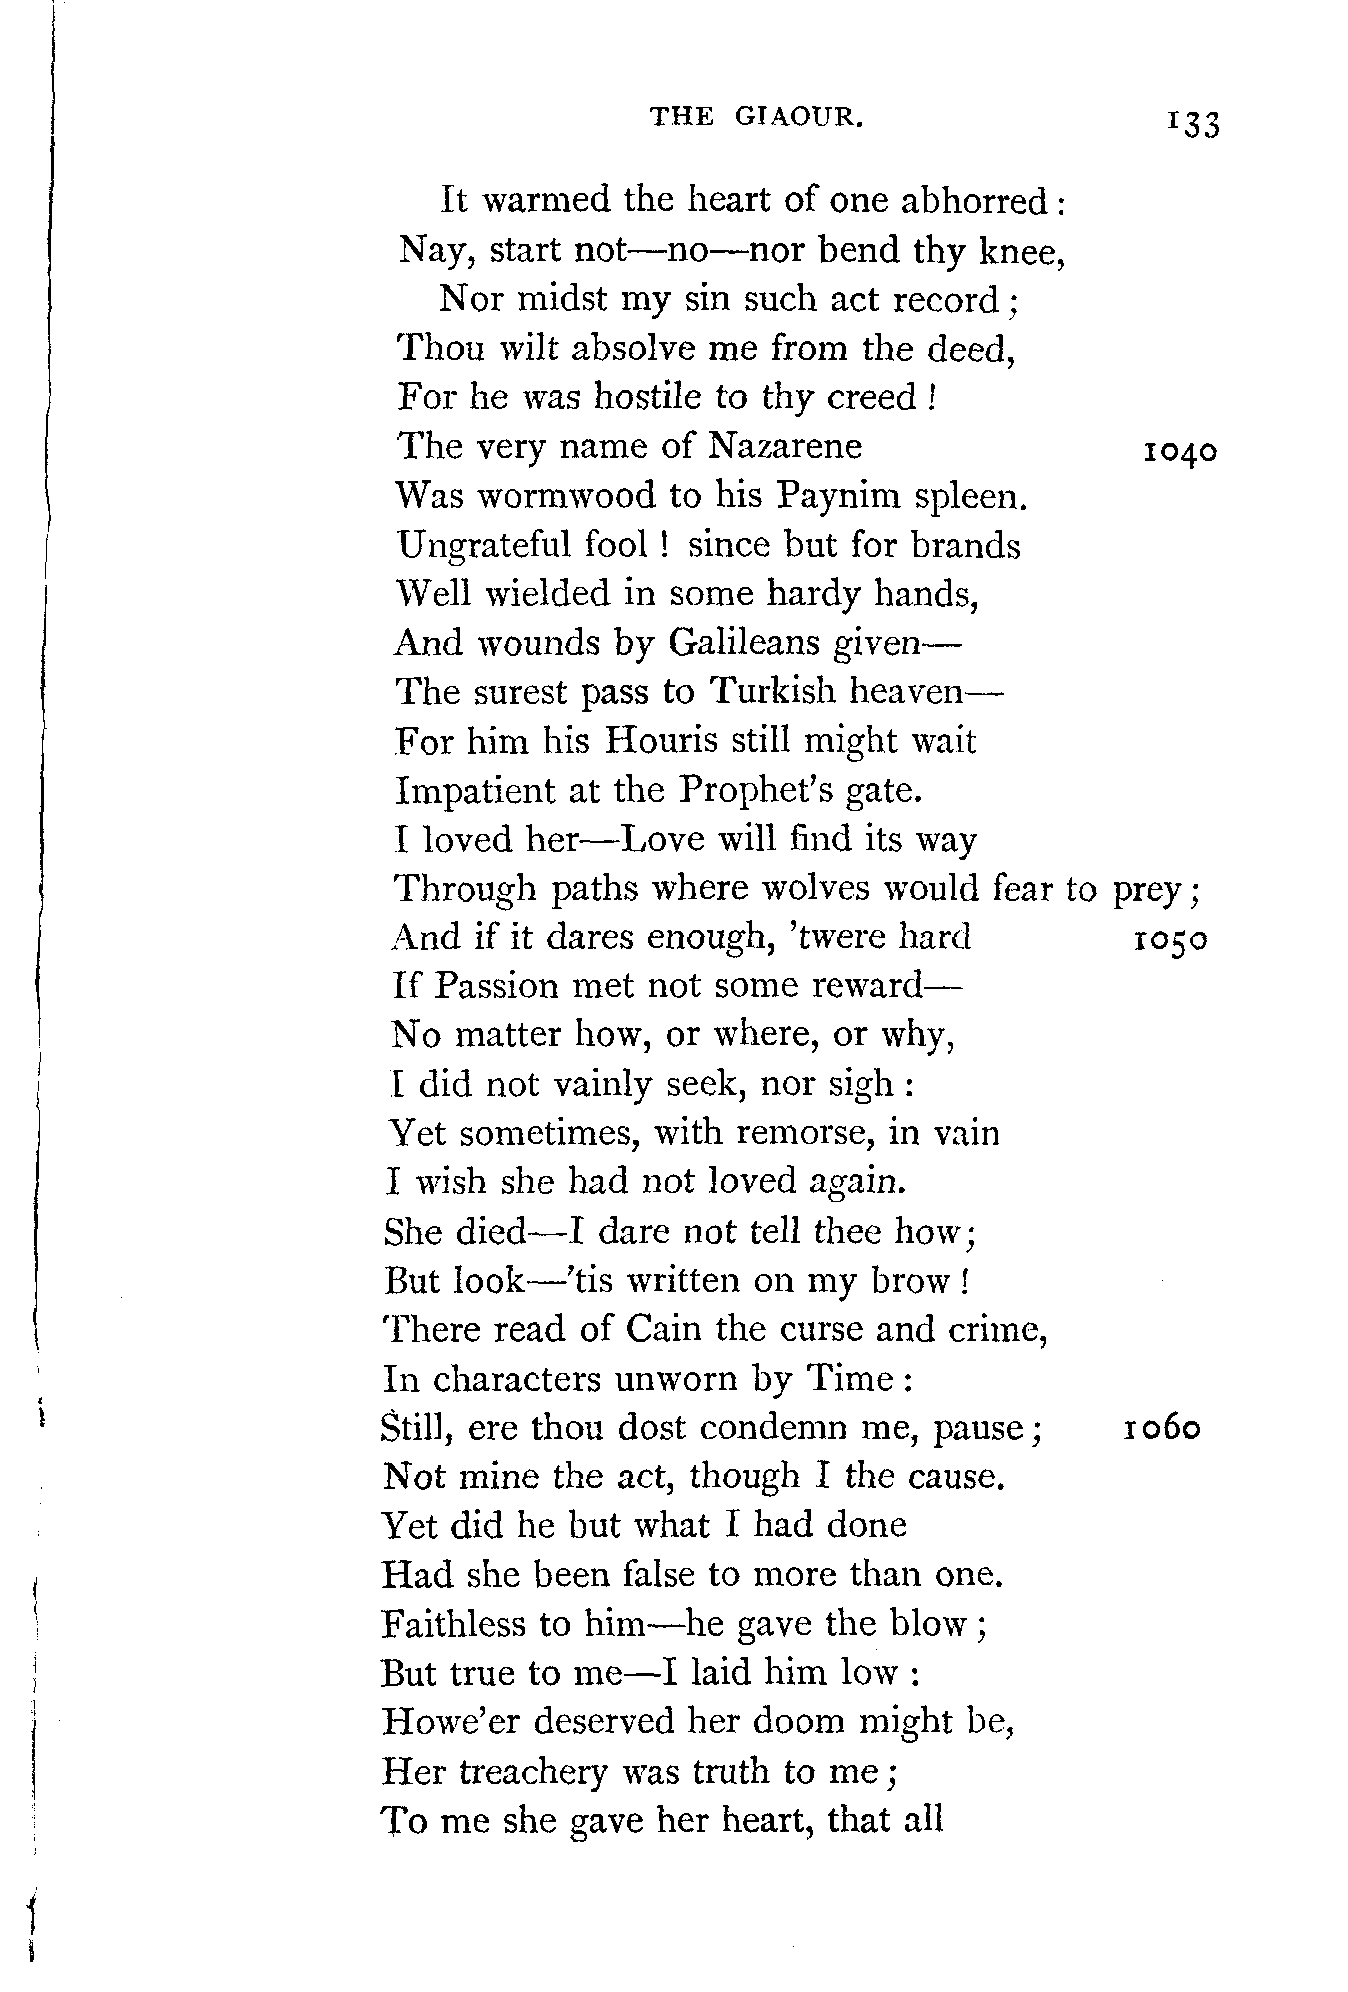 THE GIAOUR. 133
It warmed the heart of one abhorred :
Nay, start not—no—nor bend thy knee,
Nor midst my sin such act record ;
Thou wilt absolve me from the deed,
For he was hostile to thy creed !
The very name of Nazarene 1040
Was wormwood to his Paynim spleen.
Ungrateful fool ! since but for brands
Well wielded in some hardy hands,
And wounds by Galileans given—
The surest pass to Turkish heaven—
For him his Houris still might wait
Impatient at the Prophet's gate.
I loved her—Love will find its way
Through paths where wolves would fear to prey ;
And if it dares enough, 'twere hard 1050
If Passion met not some reward—
No matter how, or where, or why,
I did not vainly seek, nor sigh :
Yet sometimes, with remorse, in vain
I wish she had not loved again.
She died—I dare not tell thee how;
But look—'tis written on my brow !
There read of Cain the curse and crime,
In characters unworn by Time :
Still, ere thou dost condemn me, pause ; 1060
Not mine the act, though I the cause.
Yet did he but what I had done
Had she been false to more than one.
Faithless to him—he gave the blow ;
But true to me—I laid him low :
Howe'er deserved her doom might be,
Her treachery was truth to me ;
To me she gave her heart, that all